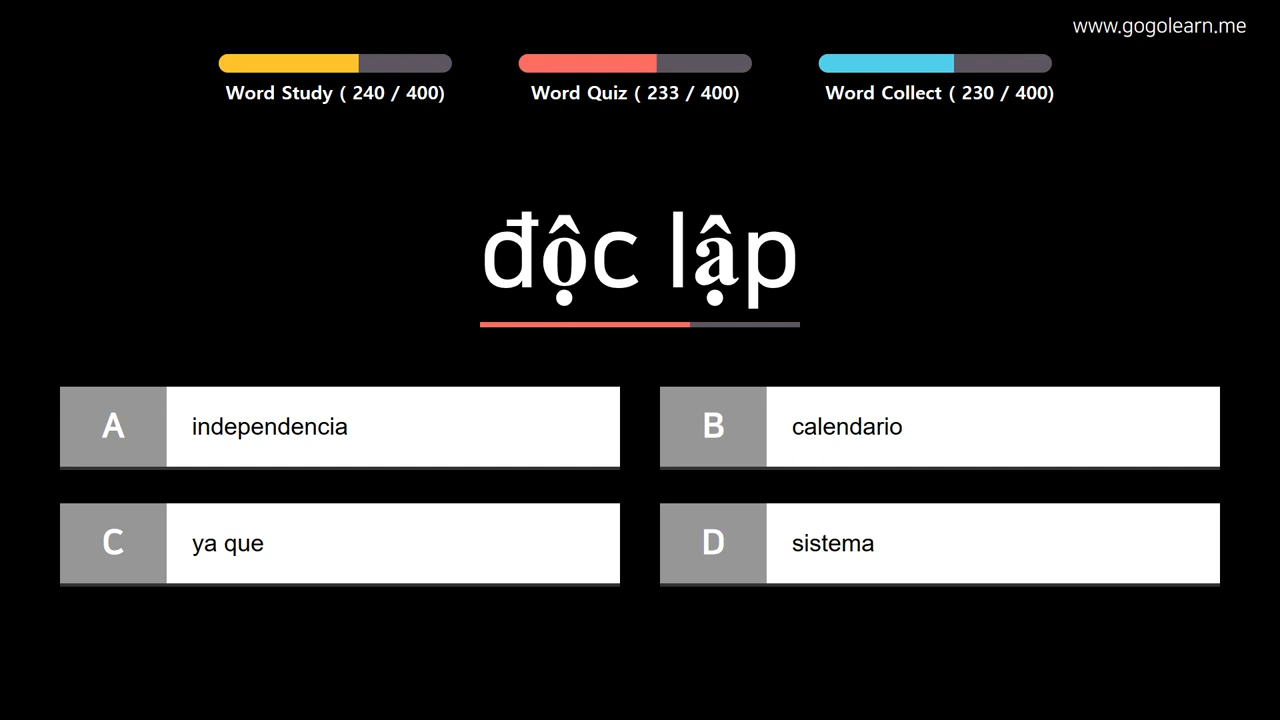 www.gogolearn.me
Word Study ( 240 / 400)
Word Quiz ( 233 / 400)
Word Collect ( 230 / 400)
độc lập
A
independencia
B
calendario
C
ya que
D
sistema